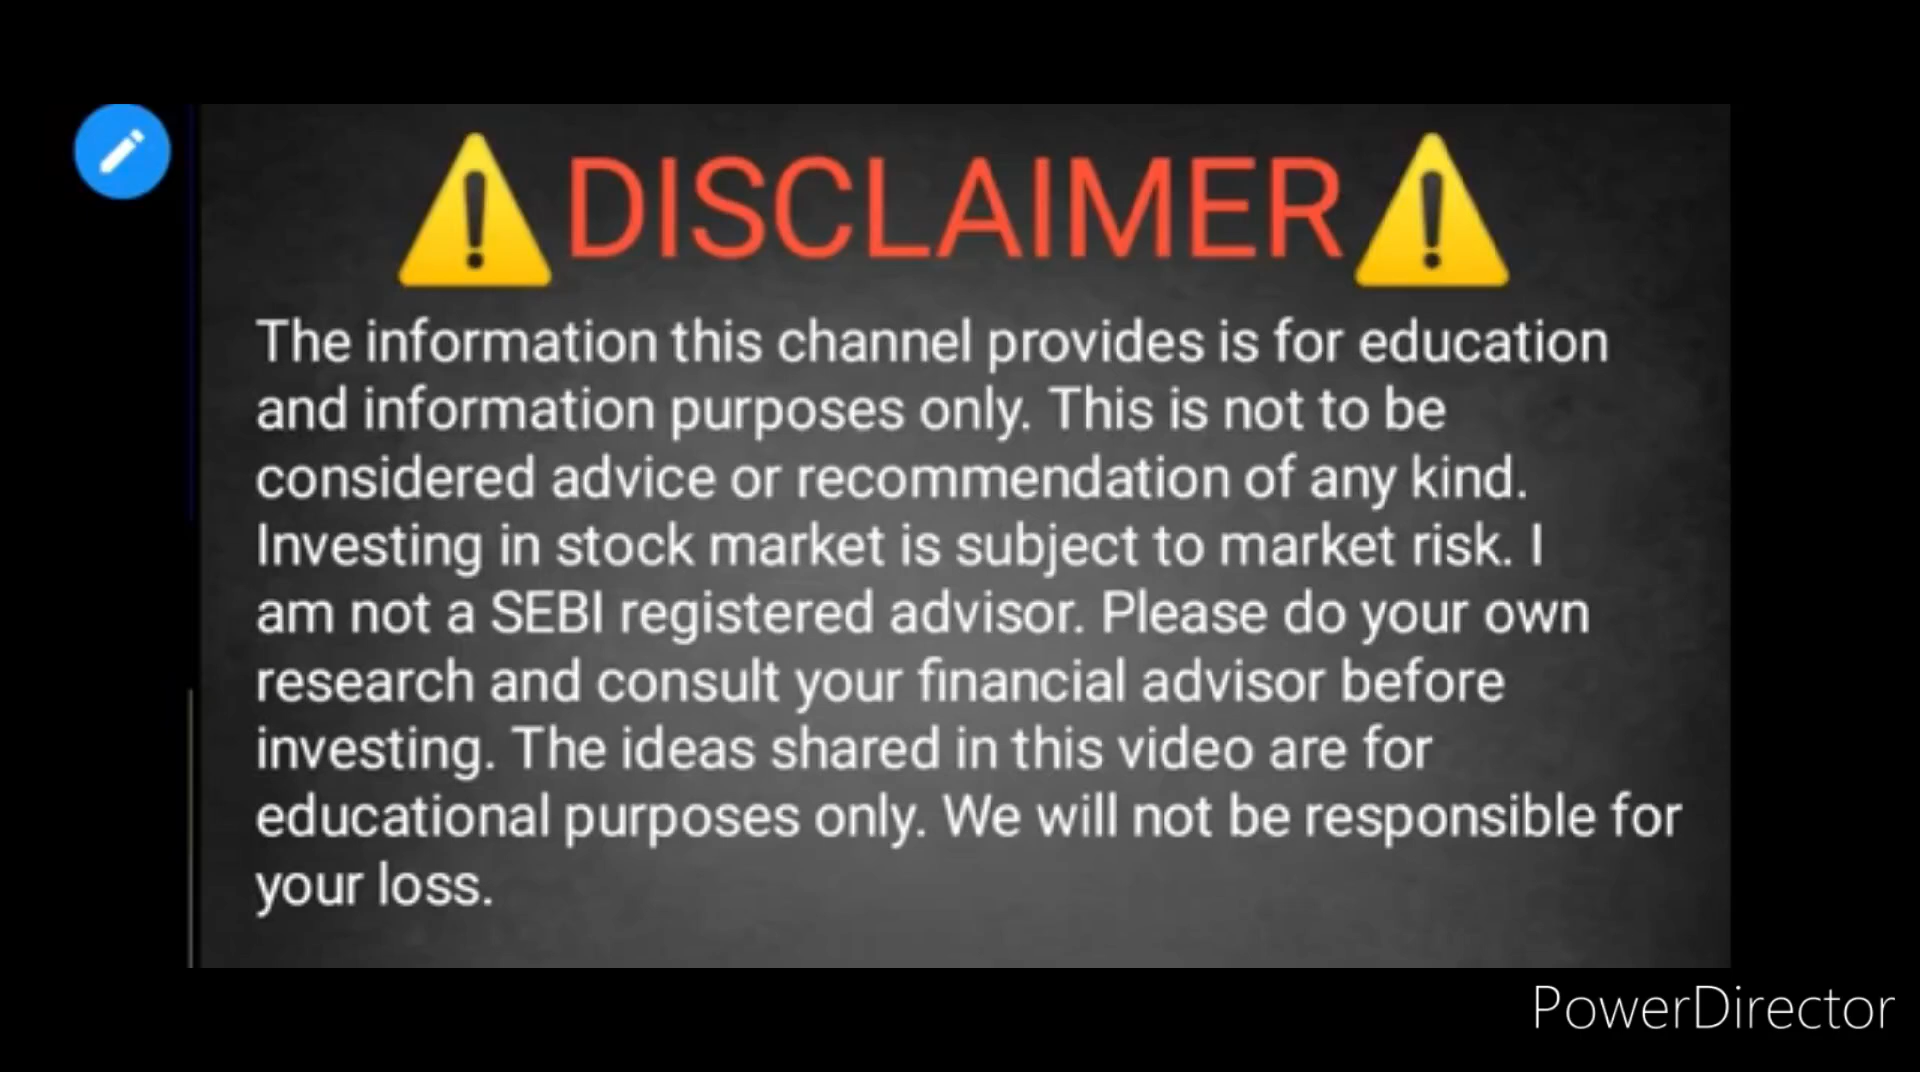 ⚠️DISCLAIMER⚠️
The information this channel provides is for education
and information purposes only. This is not to be
considered advice or recommendation of any kind.
Investing in stock market is subject to market risk. I
am not a SEBI registered advisor. Please do your own
research and consult your financial advisor before
investing. The ideas shared in this video are for
educational purposes only. We will not be responsible for
your loss.
PowerDirector